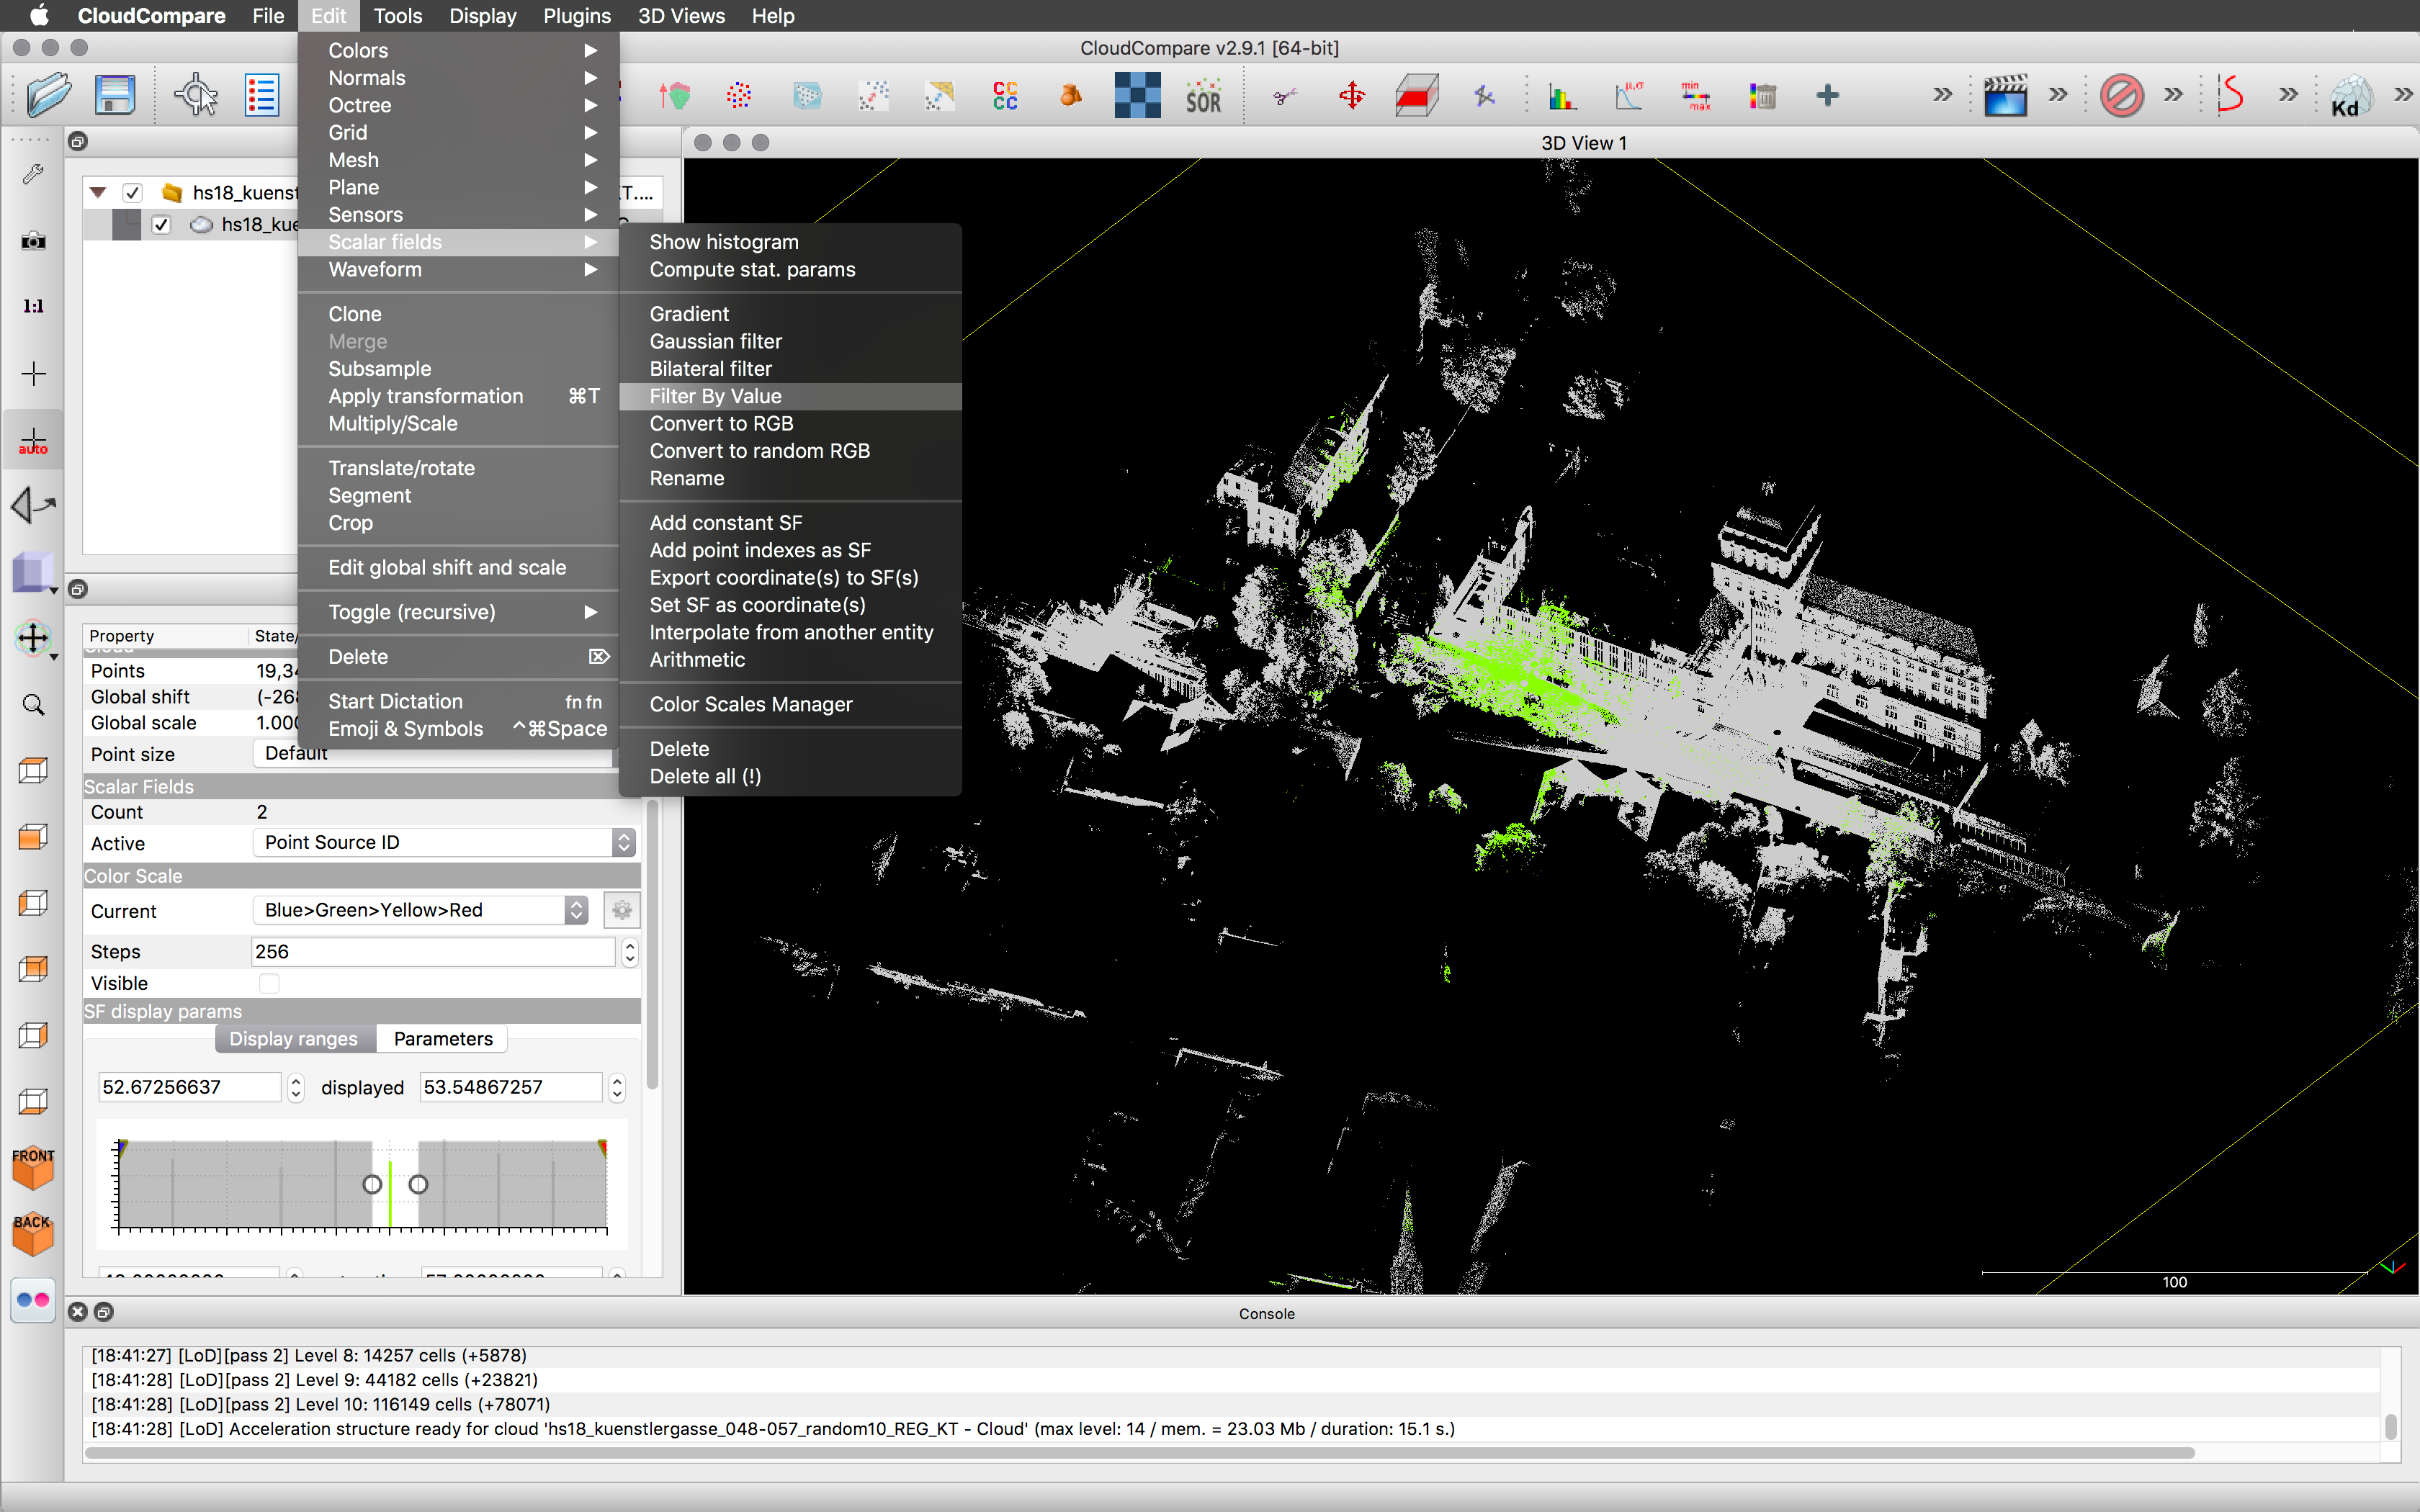 CloudCompare File Edit Tools Display Plugins 3D Views Help
CloudCompare v2.9.1 [64-bit]
SOR
μ,σ
min
max
Kd
3D View 1
1:1
auto
FRONT
BACK
hs18_kuenst
T....
hs18_kue
Colors
Normals
Octree
Grid
Mesh
Plane
Sensors
Scalar fields
Waveform
Clone
Merge
Subsample
Apply transformation ⌘T
Multiply/Scale
Translate/rotate
Segment
Crop
Edit global shift and scale
Toggle (recursive)
Delete
Start Dictation fn fn
Emoji & Symbols ^⌘Space
Show histogram
Compute stat. params
Gradient
Gaussian filter
Bilateral filter
Filter By Value
Convert to RGB
Convert to random RGB
Rename
Add constant SF
Add point indexes as SF
Export coordinate(s) to SF(s)
Set SF as coordinate(s)
Interpolate from another entity
Arithmetic
Color Scales Manager
Delete
Delete all (!)
Property State/
Points 19,34
Global shift (-268
Global scale 1.000
Point size Default
Scalar Fields
Count 2
Active Point Source ID
Color Scale
Current Blue>Green>Yellow>Red
Steps 256
Visible
SF display params
Display ranges Parameters
52.67256637 displayed 53.54867257
100
Console
[18:41:27] [LoD][pass 2] Level 8: 14257 cells (+5878)
[18:41:28] [LoD][pass 2] Level 9: 44182 cells (+23821)
[18:41:28] [LoD][pass 2] Level 10: 116149 cells (+78071)
[18:41:28] [LoD] Acceleration structure ready for cloud 'hs18_kuenstlergasse_048-057_random10_REG_KT - Cloud' (max level: 14 / mem. = 23.03 Mb / duration: 15.1 s.)